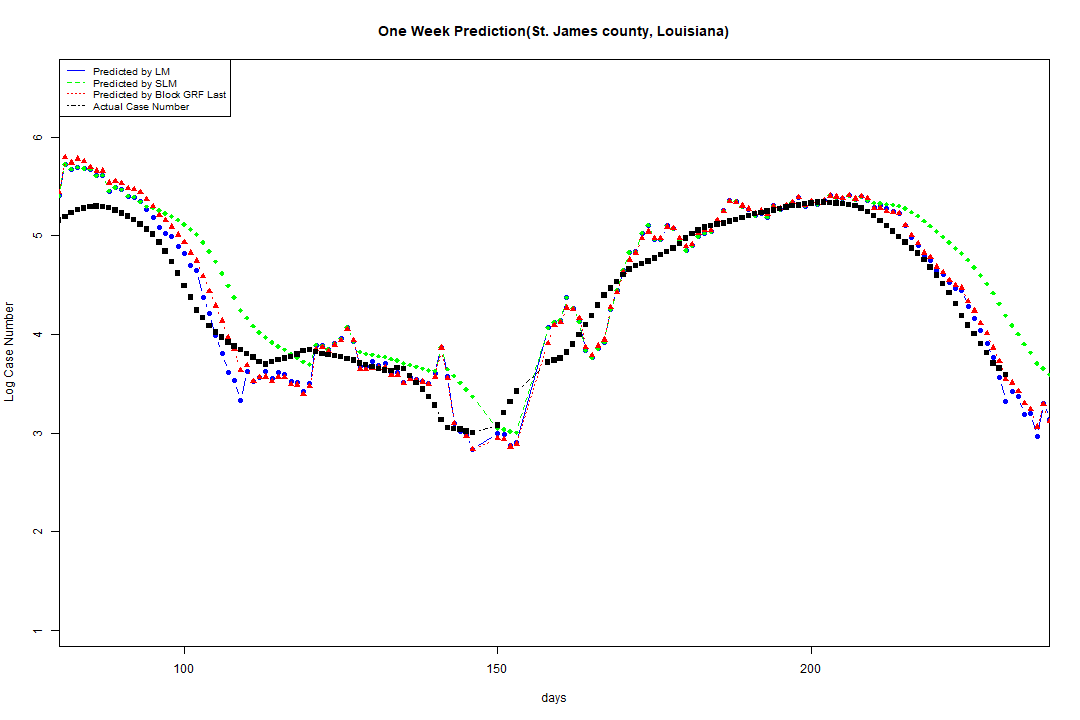 One Week Prediction(St. James county, Louisiana)
Predicted by LM
Predicted by SLM
Predicted by Block GRF Last
Actual Case Number
Log Case Number
6
5
4
3
2
1
100 150 200
days